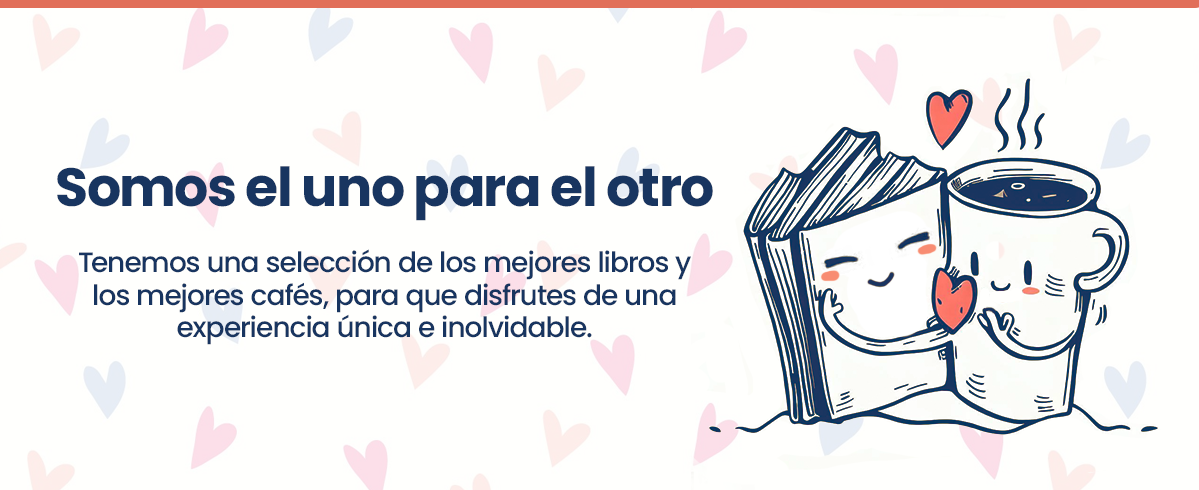 Somos el uno para el otro
Tenemos una selección de los mejores libros y
los mejores cafés, para que disfrutes de una
experiencia única e inolvidable.